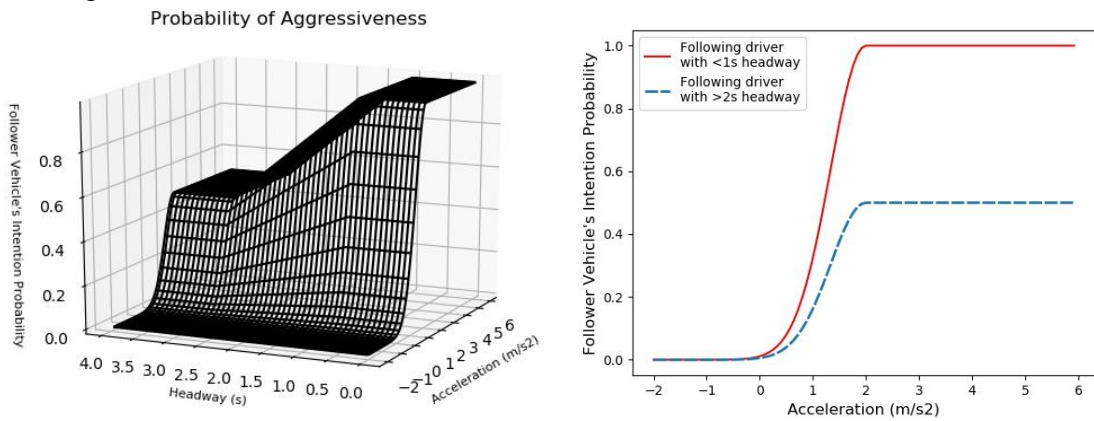 Probability of Aggressiveness
Follower Vehicle's Intention Probability
0.8
0.6
0.4
0.2
0.0
4.0 3.5 3.0 2.5 2.0 1.5 1.0 0.5 0.0
Headway (s)
−2 −1 0 1 2 3 4 5 6
Acceleration (m/s2)
Follower Vehicle's Intention Probability
1.0
0.8
0.6
0.4
0.2
0.0
Following driver
with <1s headway
Following driver
with >2s headway
−2 −1 0 1 2 3 4 5 6
Acceleration (m/s2)